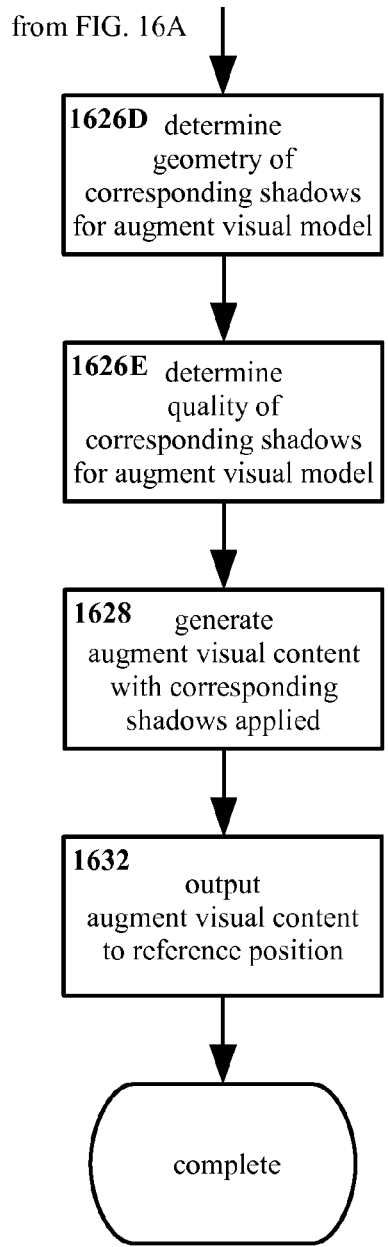 from FIG. 16A
1626D determine
geometry of
corresponding shadows
for augment visual model
1626E determine
quality of
corresponding shadows
for augment visual model
1628 generate
augment visual content
with corresponding
shadows applied
1632
output
augment visual content
to reference position
complete